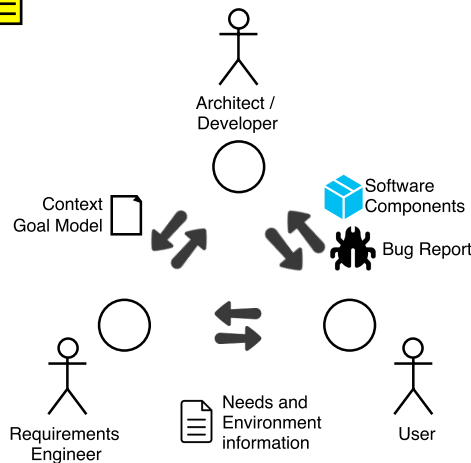 Architect /
Developer
Context
Goal Model
Software
Components
Bug Report
Needs and
Environment
information
Requirements
Engineer
User